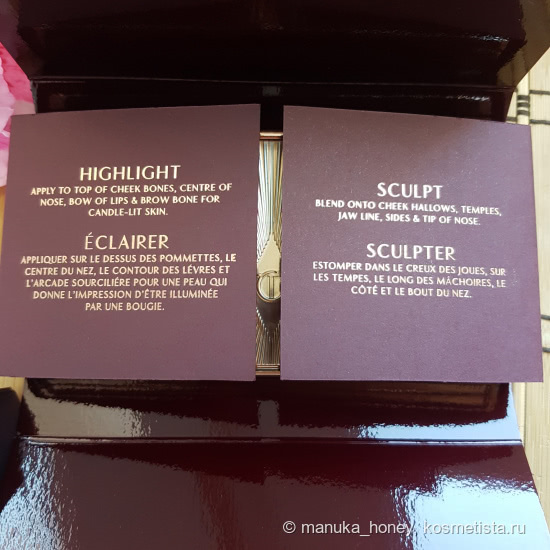 HIGHLIGHT
APPLY TO TOP OF CHEEK BONES, CENTRE OF
NOSE, BOW OF LIPS & BROW BONE FOR
CANDLE-LIT SKIN.
ÉCLAIRER
APPLIQUER SUR LE DESSUS DES POMMETTES, LE
CENTRE DU NEZ, LE CONTOUR DES LÉVRES ET
L'ARCADE SOURCILIÈRE POUR UNE PEAU QUI
DONNE L'IMPRESSION D'ÊTRE ILLUMINÉE
PAR UNE BOUGIE.
SCULPT
BLEND ONTO CHEEK HALLOWS, TEMPLES,
JAW LINE, SIDES & TIP OF NOSE.
SCULPTER
ESTOMPER DANS LE CREUX DES JOUES, SUR
LES TEMPES, LE LONG DES MÂCHOIRES, LE
CÔTÉ ET LE BOUT DU NEZ.
© manuka_honey, kosmetista.ru